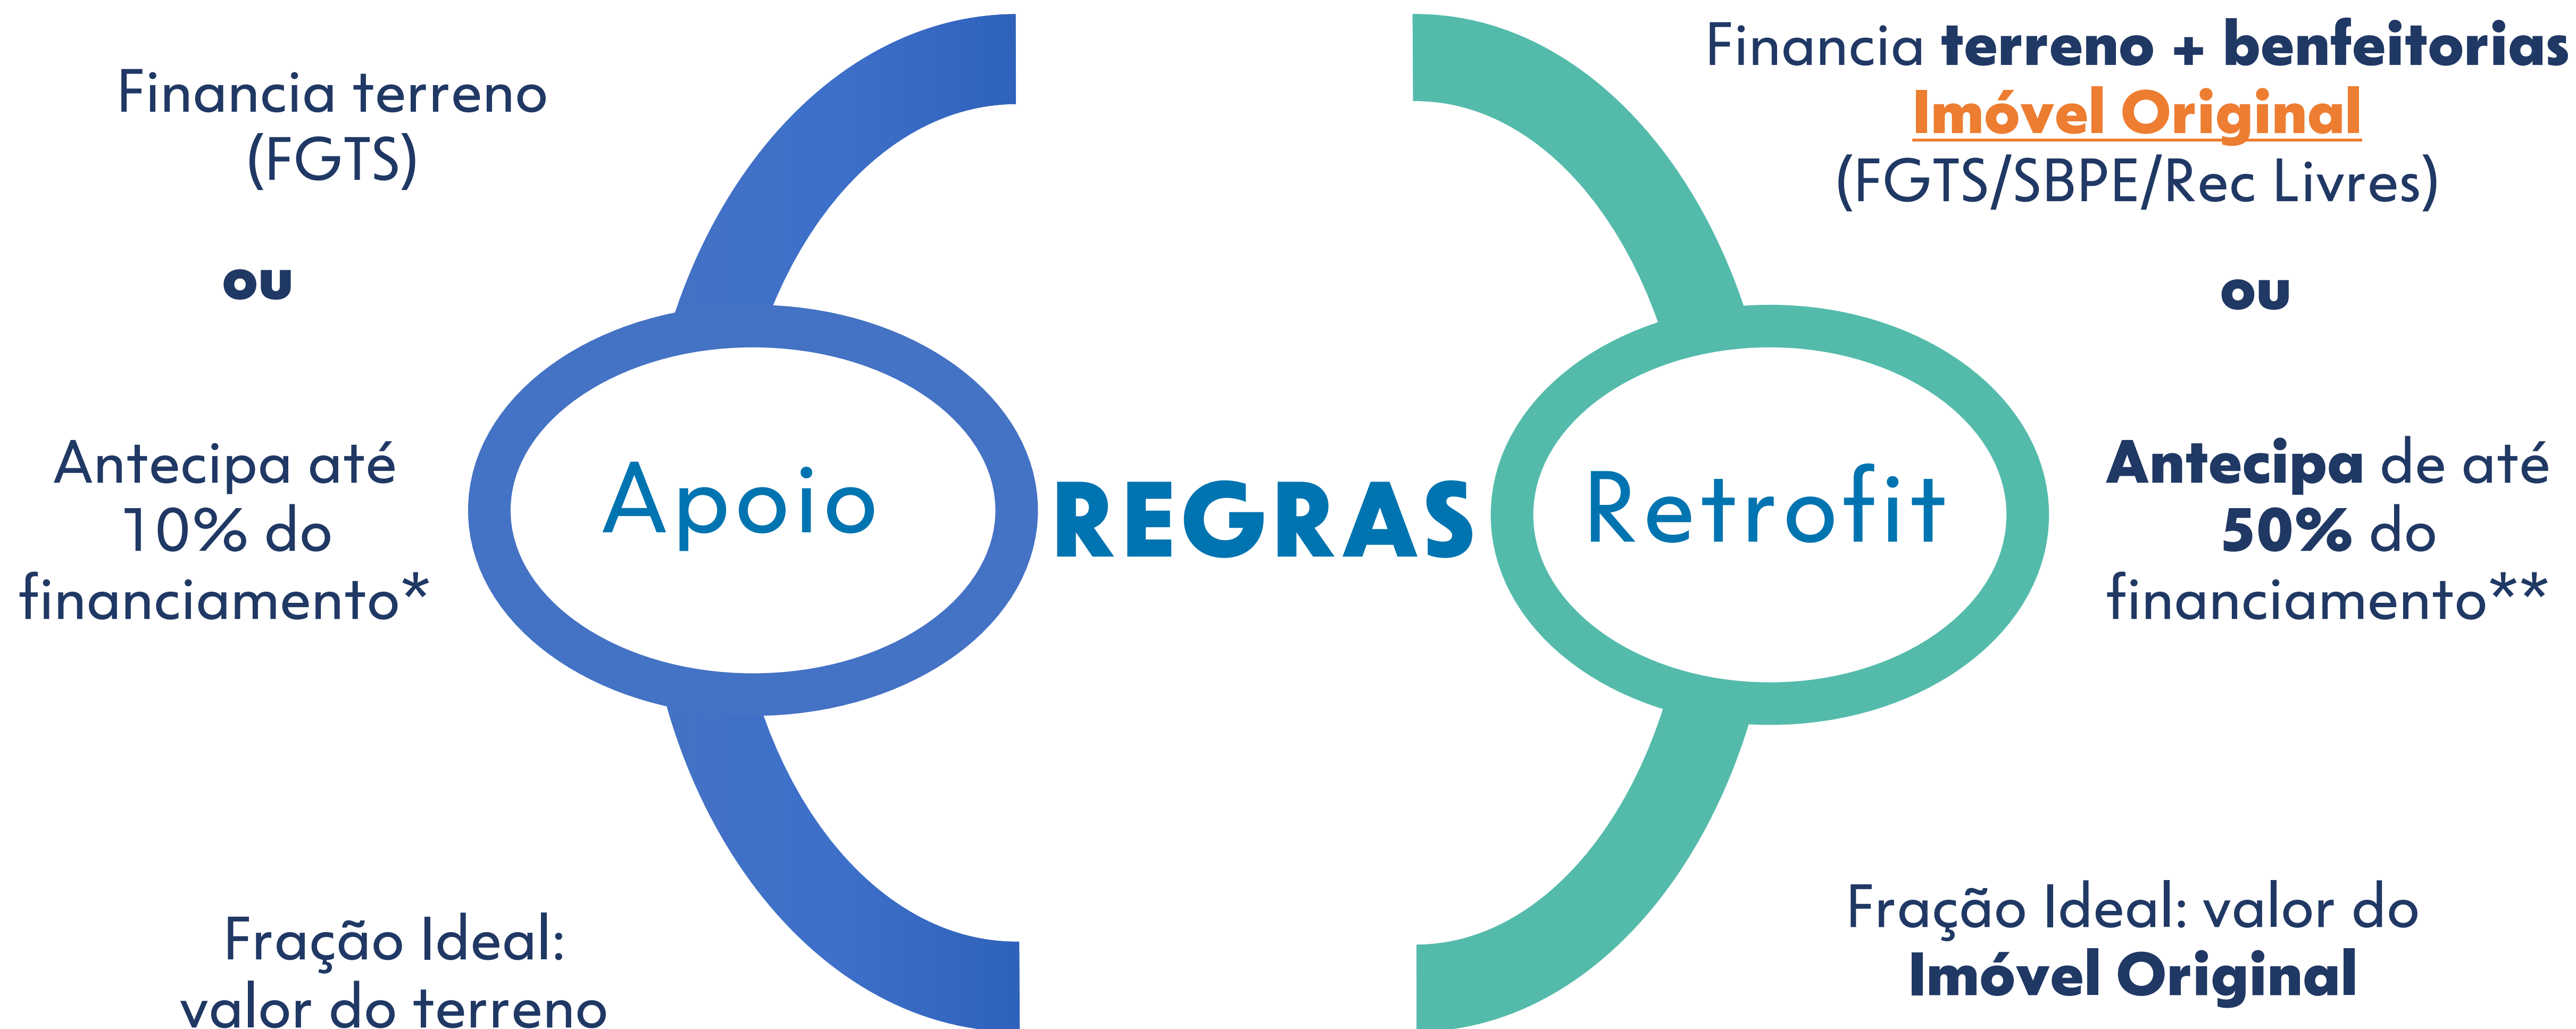 Financia terreno
(FGTS)
ou
Antecipa até
10% do
financiamento*
Fração Ideal:
valor do terreno
Apoio
REGRAS
Retrofit
Financia terreno + benfeitorias
Imóvel Original
(FGTS/SBPE/Rec Livres)
ou
Antecipa de até
50% do
financiamento**
Fração Ideal: valor do
Imóvel Original